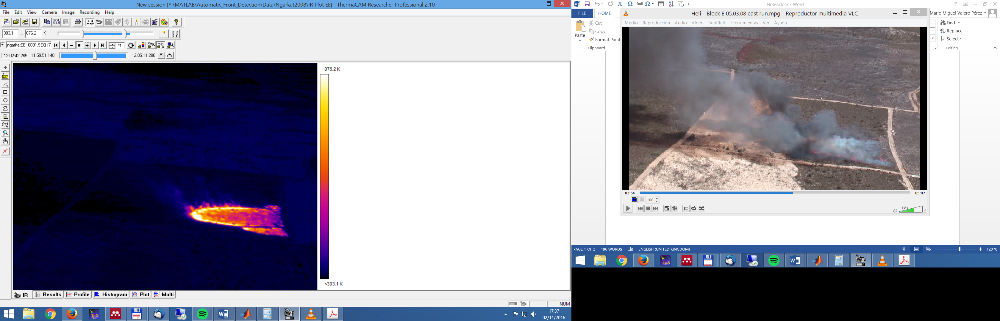 New session [Y:\MATLAB\Automatic_Front_Detection\Data\Ngarkat2008\IR Plot EE] - ThermaCAM Researcher Professional 2.10
File Edit View Camera Image Recording Help
303.1 - 876.2 K
ngarkatEE_0001.SEQ (7
12:02:42.265 11:59:51.140 12:05:11.280
876.2 K
<303.1 K
IR Results Profile Histogram Plot Multi
NUM
17:37
02/11/2016
Notes.docx - Word
FILE HOME
Mario Miguel Valero Pérez
Cut
Copy
Paste
Format Paint
Clipboard
Find
Replace
Select
Editing
Heli - Block E 05.03.08 east run.mpg - Reproductor multimedia VLC
Medio Reproducción Audio Vídeo Subtítulo Herramientas Ver Ayuda
02:54 05:07
100
81%
PAGE 1 OF 2 196 WORDS ENGLISH (UNITED KINGDOM) 120 %